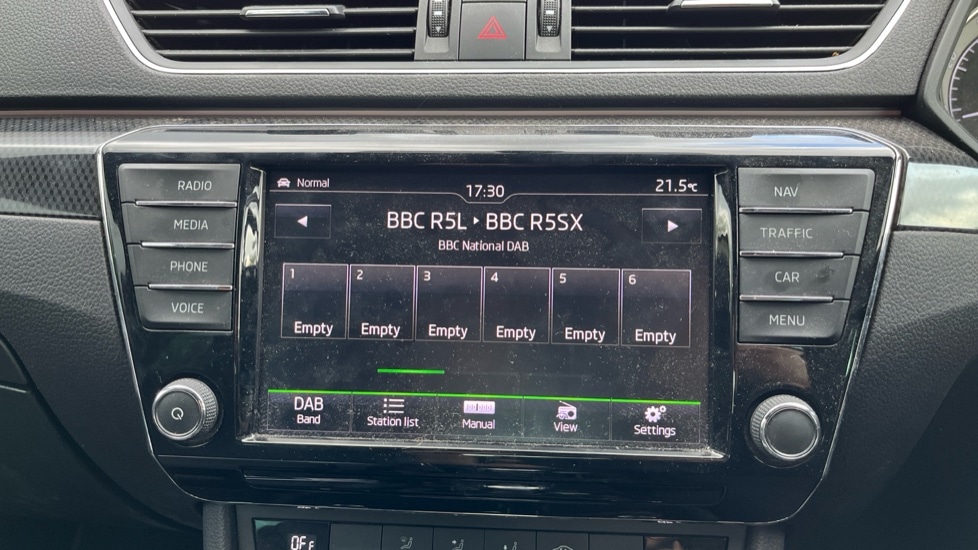 Normal 17:30 21.5°C
BBC R5L ▸ BBC R5SX
BBC National DAB
1 2 3 4 5 6
Empty Empty Empty Empty Empty Empty
DAB
Band Station list Manual View Settings
RADIO
MEDIA
PHONE
VOICE
NAV
TRAFFIC
CAR
MENU
OFF